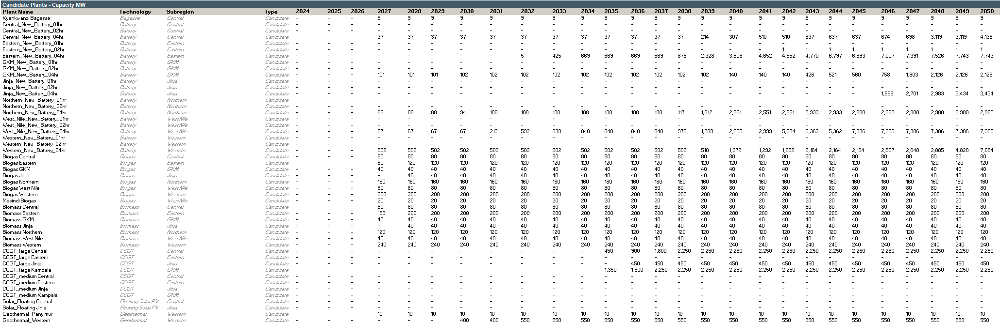 Candidate Plants - Capacity MW
Plant Name Technology Subregion Type 2024 2025 2026 2027 2028 2029 2030 2031 2032 2033 2034 2035 2036 2037 2038 2039 2040 2041 2042 2043 2044 2045 2046 2047 2048 2049 2050
Kyankwanzi Bagasse Bagasse Central Candidate - - - 9 9 9 9 9 9 9 9 9 9 9 9 9 9 9 9 9 9 9 9 9 9 9 9
Central_New_Battery_01hr Battery Central Candidate - - - - - - - - - - - - - - - - - - - - - - - - - - -
Central_New_Battery_02hr Battery Central Candidate - - - - - - - - - - - - - - - - - - - - - - - - - - -
Central_New_Battery_04hr Battery Central Candidate - - - 37 37 37 37 37 37 37 37 37 37 37 37 214 307 510 510 637 637 637 674 698 3,119 3,119 4,136
Eastern_New_Battery_01hr Battery Eastern Candidate - - - - - - - - - - - - - - - - - - - - - - - - - - -
Eastern_New_Battery_02hr Battery Eastern Candidate - - - - - - - - - - - - - - - - - - 1 1 1 1 1 1 1 1 1
Eastern_New_Battery_04hr Battery Eastern Candidate - - - - - - - - 5 425 669 669 669 669 879 2,328 3,506 4,652 4,652 4,770 6,797 6,893 7,007 7,391 7,526 7,743 7,743
GKM_New_Battery_01hr Battery GKM Candidate - - - - - - - - - - - - - - - - - - - - - - - - - - -
GKM_New_Battery_02hr Battery GKM Candidate - - - - - - - - - - - - - - - - - - - - - - - - - - -
GKM_New_Battery_04hr Battery GKM Candidate - - - 101 101 101 102 102 102 102 102 102 102 102 102 102 140 140 140 426 521 560 758 1,903 2,126 2,126 2,126
Jinja_New_Battery_01hr Battery Jinja Candidate - - - - - - - - - - - - - - - - - - - - - - - - - - -
Jinja_New_Battery_02hr Battery Jinja Candidate - - - - - - - - - - - - - - - - - - - - - - - - - - -
Jinja_New_Battery_04hr Battery Jinja Candidate - - - - - - - - - - - - - - - - - - - - - - 1,599 2,701 2,983 3,434 3,434
Northern_New_Battery_01hr Battery Northern Candidate - - - - - - - - - - - - - - - - - - - - - - - - - - -
Northern_New_Battery_02hr Battery Northern Candidate - - - - - - - - - - - - - - - - - - - - - - - - - - -
Northern_New_Battery_04hr Battery Northern Candidate - - - 88 88 88 94 108 108 108 108 108 108 108 117 1,812 2,551 2,551 2,551 2,933 2,933 2,980 2,980 2,980 2,980 2,980 2,980
West_Nile_New_Battery_01hr Battery West Nile Candidate - - - - - - - - - - - - - - - - - - - - - - - - - - -
West_Nile_New_Battery_02hr Battery West Nile Candidate - - - - - - - - - - - - - - - - - - - - - - - - - - -
West_Nile_New_Battery_04hr Battery West Nile Candidate - - - 67 67 67 67 212 592 839 840 840 840 840 978 1,289 2,385 2,999 5,094 5,362 5,362 7,386 7,386 7,386 7,386 7,386 7,386
Western_New_Battery_01hr Battery Western Candidate - - - - - - - - - - - - - - - - - - - - - - - - - - -
Western_New_Battery_02hr Battery Western Candidate - - - - - - - - - - - - - - - - - - - - - - - - - - -
Western_New_Battery_04hr Battery Western Candidate - - - 502 502 502 502 502 502 502 502 502 502 502 502 510 1,272 1,292 1,292 2,164 2,164 2,164 2,507 2,648 2,885 4,820 7,084
Biogas Central Biogas Central Candidate - - - 80 80 80 80 80 80 80 80 80 80 80 80 80 80 80 80 80 80 80 80 80 80 80 80
Biogas Eastern Biogas Eastern Candidate - - - 80 120 120 120 120 120 120 120 120 120 120 120 120 120 120 120 120 120 120 120 120 120 120 120
Biogas GKM Biogas GKM Candidate - - - 40 40 40 40 40 40 40 40 40 40 40 40 40 40 40 40 40 40 40 40 40 40 40 40
Biogas Jinja Biogas Jinja Candidate - - - - 40 40 40 40 40 40 40 40 40 40 40 40 40 40 40 40 40 40 40 40 40 40 40
Biogas Northern Biogas Northern Candidate - - - 160 160 160 160 160 160 160 160 160 160 160 160 160 160 160 160 160 160 160 160 160 160 160 160
Biogas West Nile Biogas West Nile Candidate - - - 80 80 80 80 80 80 80 80 80 80 80 80 80 80 80 80 80 80 80 80 80 80 80 80
Biogas Western Biogas Western Candidate - - - 200 200 200 200 200 200 200 200 200 200 200 200 200 200 200 200 200 200 200 200 200 200 200 200
Masindi Biogas Biogas West Nile Candidate - - - 20 20 20 20 20 20 20 20 20 20 20 20 20 20 20 20 20 20 20 20 20 20 20 20
Biomass Central Biomass Central Candidate - - - 80 80 80 80 80 80 80 80 80 80 80 80 80 80 80 80 80 80 80 80 80 80 80 80
Biomass Eastern Biomass Eastern Candidate - - - 160 200 200 200 200 200 200 200 200 200 200 200 200 200 200 200 200 200 200 200 200 200 200 200
Biomass GKM Biomass GKM Candidate - - - 40 40 40 40 40 40 40 40 40 40 40 40 40 40 40 40 40 40 40 40 40 40 40 40
Biomass Jinja Biomass Jinja Candidate - - - - 40 40 40 40 40 40 40 40 40 40 40 40 40 40 40 40 40 40 40 40 40 40 40
Biomass Northern Biomass Northern Candidate - - - 120 120 120 120 120 120 120 120 120 120 120 120 120 120 120 120 120 120 120 120 120 120 120 120
Biomass West Nile Biomass West Nile Candidate - - - 40 40 40 40 40 40 40 40 40 40 40 40 40 40 40 40 40 40 40 40 40 40 40 40
Biomass Western Biomass Western Candidate - - - 240 240 240 240 240 240 240 240 240 240 240 240 240 240 240 240 240 240 240 240 240 240 240 240
CCGT_large Central CCGT Central Candidate - - - - - - - - - - - 450 900 1,800 2,250 2,250 2,250 2,250 2,250 2,250 2,250 2,250 2,250 2,250 2,250 2,250 2,250
CCGT_large Eastern CCGT Eastern Candidate - - - - - - - - - - - - - - - - - - - - - - - - - - -
CCGT_large Jinja CCGT Jinja Candidate - - - - - - - - - - - - 450 450 450 450 450 450 450 450 450 450 450 450 450 450 450
CCGT_large Kampala CCGT GKM Candidate - - - - - - - - - - - 1,350 1,800 2,250 2,250 2,250 2,250 2,250 2,250 2,250 2,250 2,250 2,250 2,250 2,250 2,250 2,250
CCGT_medium Central CCGT Central Candidate - - - - - - - - - - - - - - - - - - - - - - - - - - -
CCGT_medium Eastern CCGT Eastern Candidate - - - - - - - - - - - - - - - - - - - - - - - - - - -
CCGT_medium Jinja CCGT Jinja Candidate - - - - - - - - - - - - - - - - - - - - - - - - - - -
CCGT_medium Kampala CCGT GKM Candidate - - - - - - - - - - - - - - - - - - - - - - - - - - -
Solar_Floating Central Floating Solar PV Central Candidate - - - - - - - - - - - - - - - - - - - - - - - - - - -
Solar_Floating Jinja Floating Solar PV Jinja Candidate - - - - - - - - - - - - - - - - - - - - - - - - - - -
Geothermal_Panyimur Geothermal Western Candidate - - - 10 10 10 10 10 10 10 10 10 10 10 10 10 10 10 10 10 10 10 10 10 10 10 10
Geothermal_Western Geothermal Western Candidate - - - - - - 400 400 550 550 550 550 550 550 550 550 550 550 550 550 550 550 550 550 550 550 550